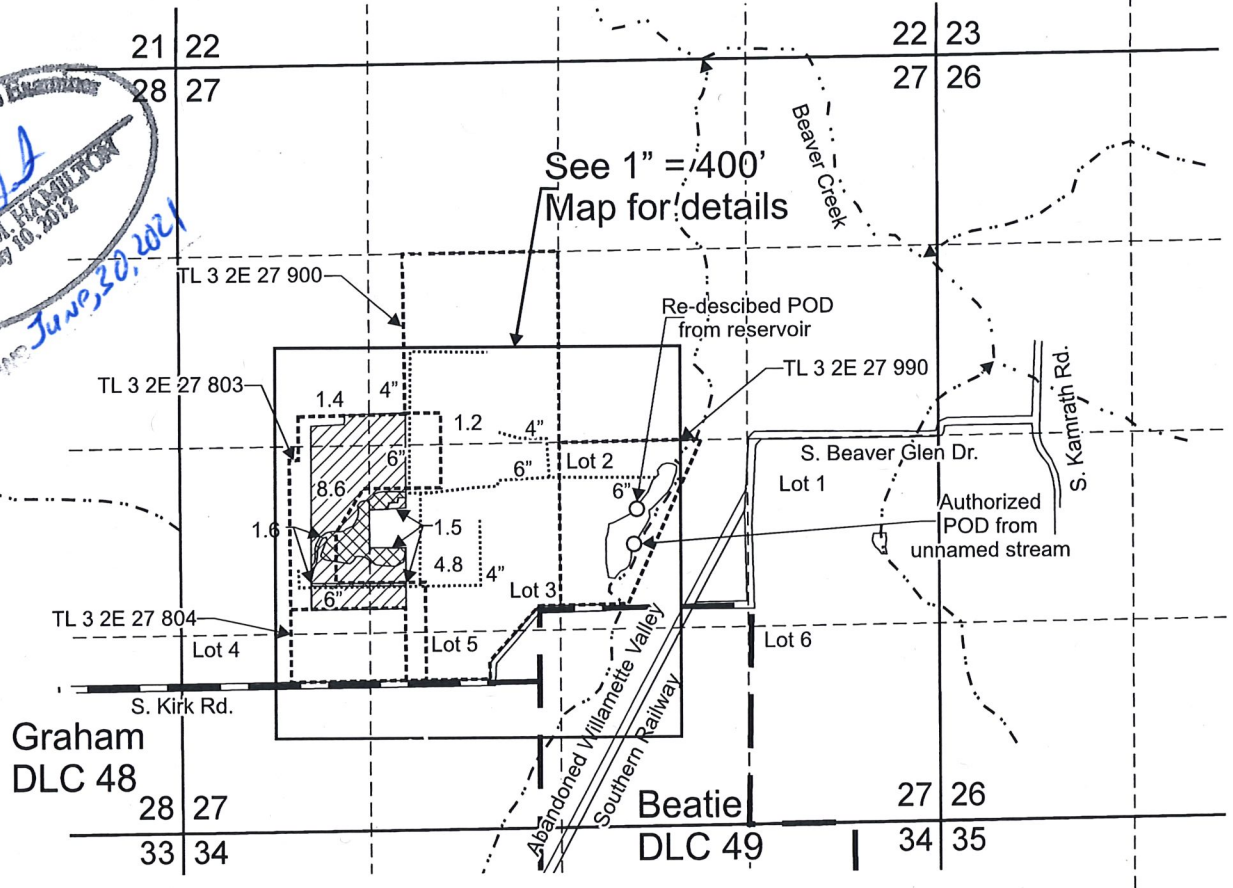 21 22
28 27
22 23
27 26
Examiner
M. HAMILTON
10, 2012
June, 30, 2021
Beaver Creek
See 1” = 400’
Map for details
TL 3 2E 27 900
Re-descibed POD
from reservoir
TL 3 2E 27 990
TL 3 2E 27 803
1.4
4”
1.2
4”
6”
6”
Lot 2
6”
S. Beaver Glen Dr.
Lot 1
S. Kamrath Rd.
8.6
Authorized
POD from
unnamed stream
1.6
1.5
4.8
4”
Lot 3
6”
TL 3 2E 27 804
Lot 4
Lot 5
Lot 6
S. Kirk Rd.
Abandoned Willamette Valley
Southern Railway
Graham
DLC 48
Beatie
DLC 49
28 27
33 34
27 26
34 35